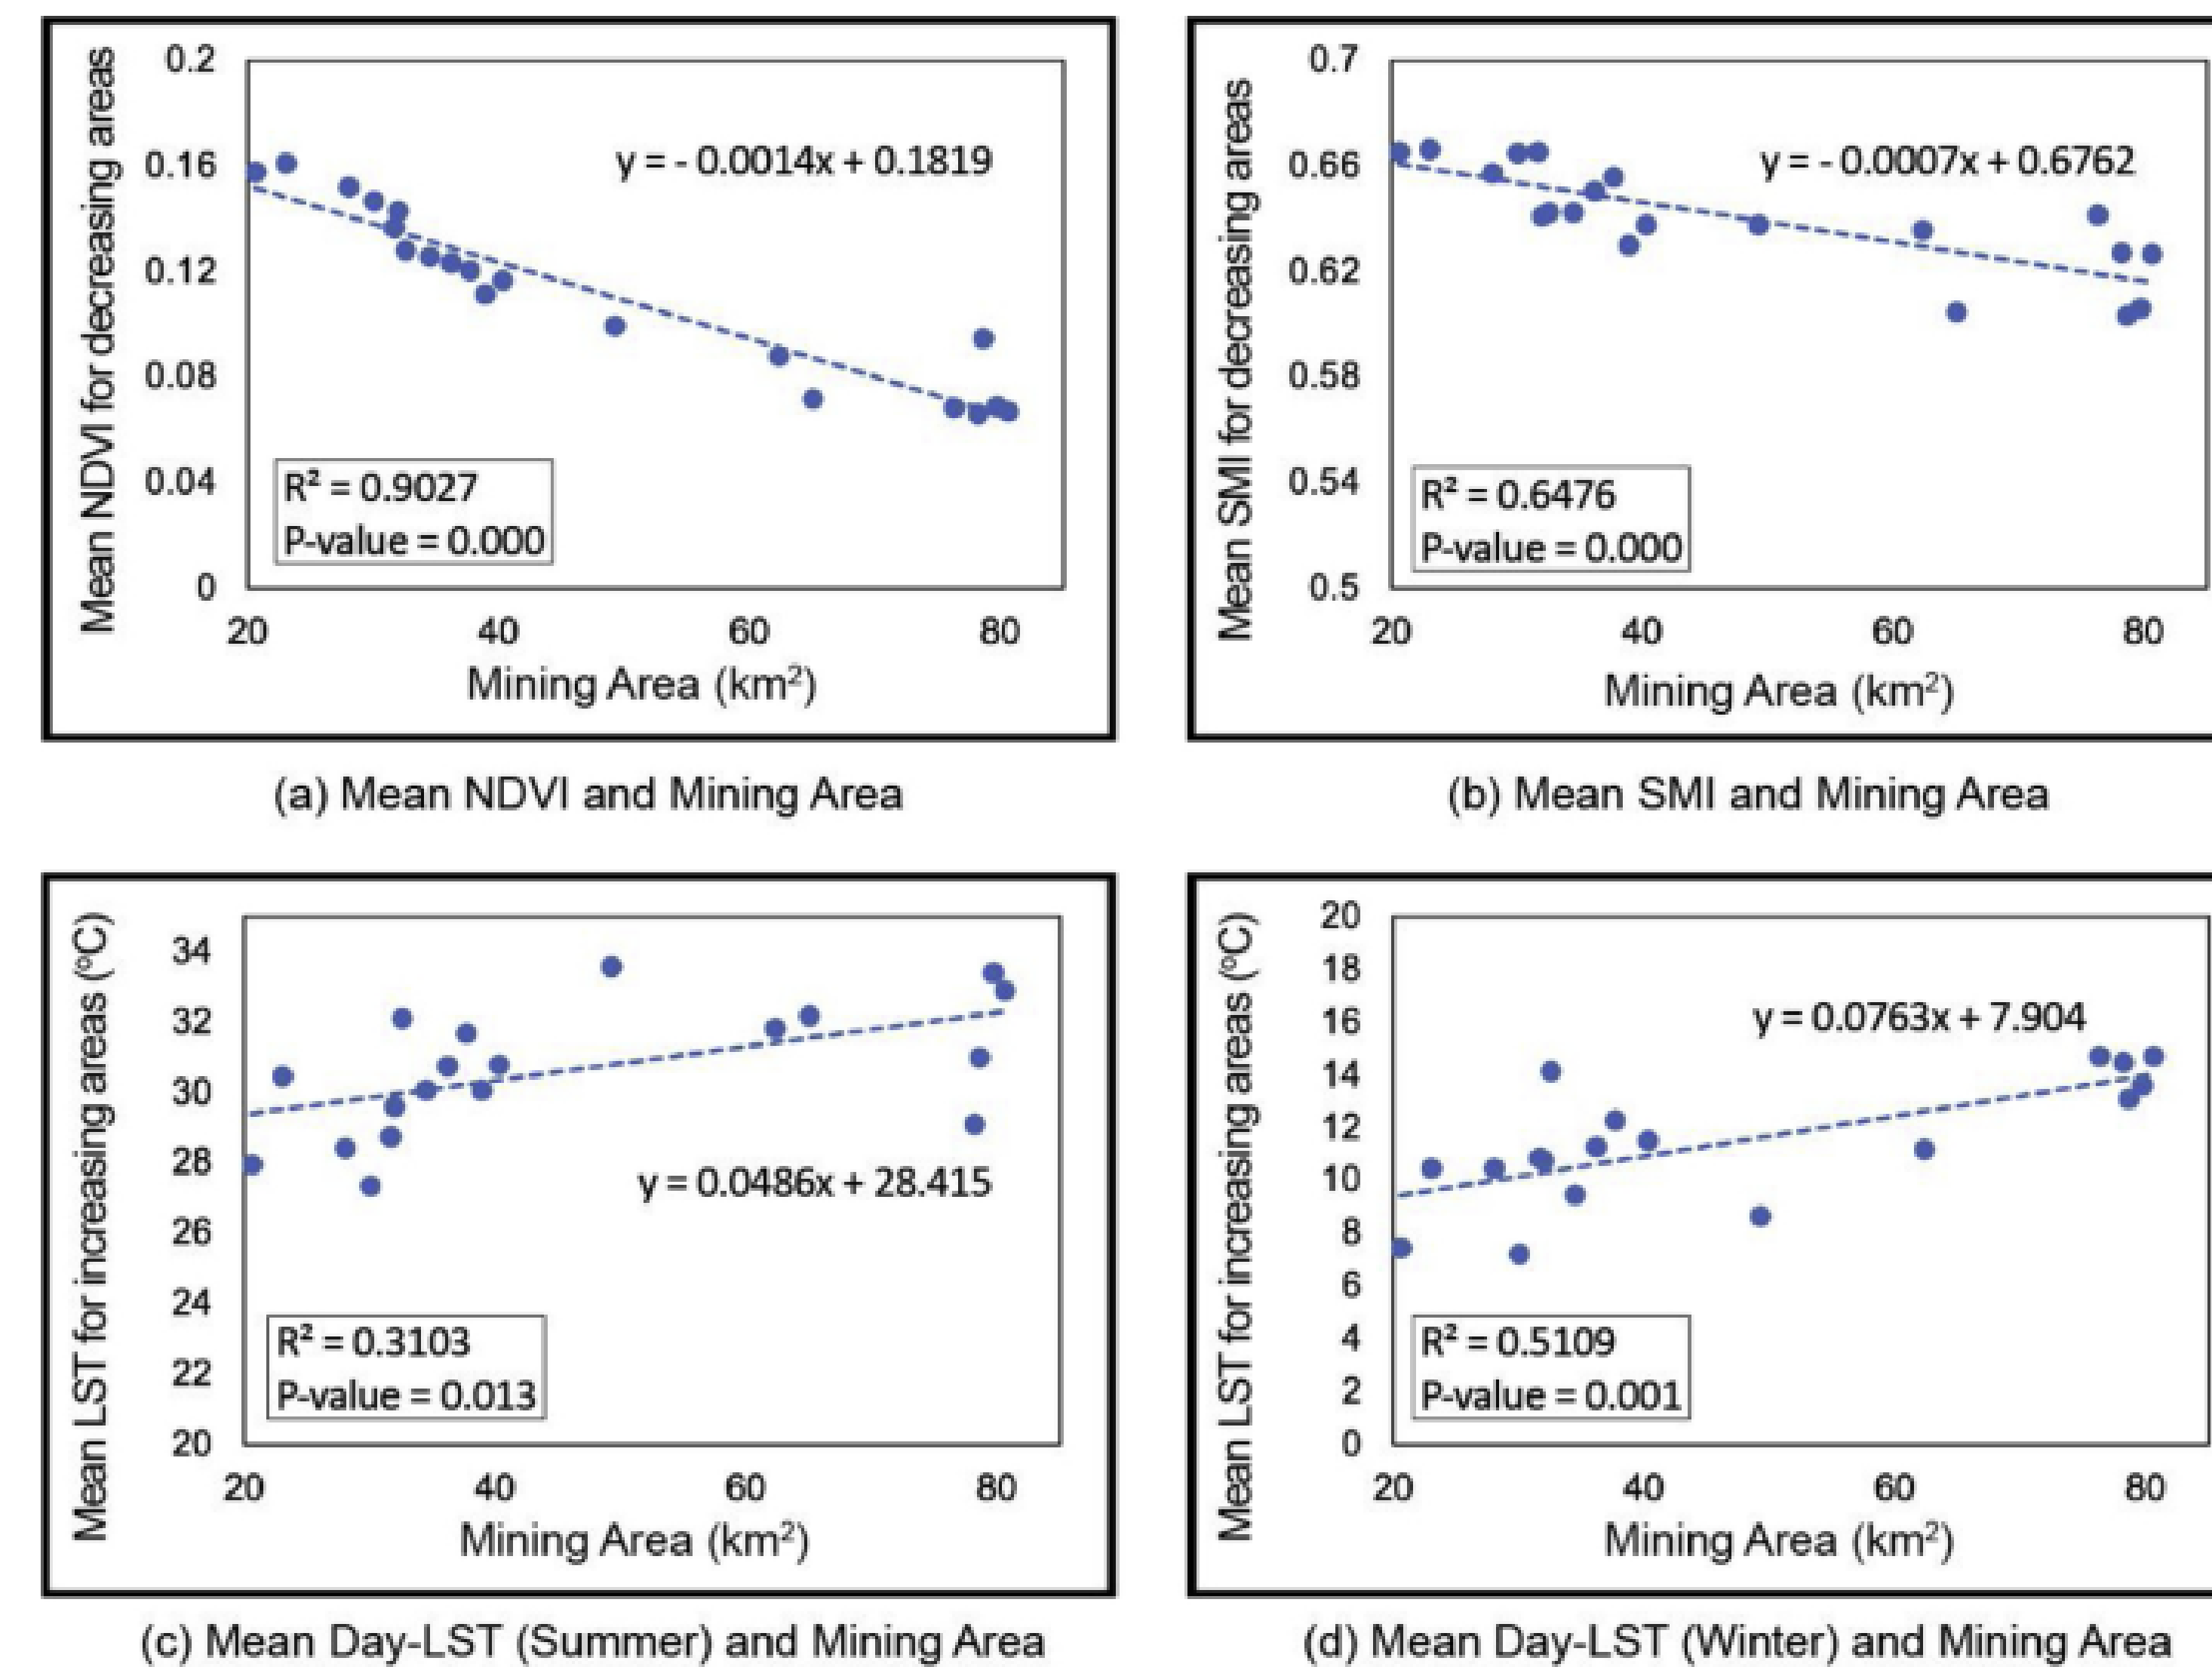 Mean NDVI for decreasing areas
0.2
0.16
0.12
0.08
0.04
0
y = - 0.0014x + 0.1819
R² = 0.9027
P-value = 0.000
20 40 60 80
Mining Area (km²)
(a) Mean NDVI and Mining Area
Mean SMI for decreasing areas
0.7
0.66
0.62
0.58
0.54
0.5
y = - 0.0007x + 0.6762
R² = 0.6476
P-value = 0.000
20 40 60 80
Mining Area (km²)
(b) Mean SMI and Mining Area
Mean LST for increasing areas (°C)
34
32
30
28
26
24
22
20
y = 0.0486x + 28.415
R² = 0.3103
P-value = 0.013
20 40 60 80
Mining Area (km²)
(c) Mean Day-LST (Summer) and Mining Area
Mean LST for increasing areas (°C)
20
18
16
14
12
10
8
6
4
2
0
y = 0.0763x + 7.904
R² = 0.5109
P-value = 0.001
20 40 60 80
Mining Area (km²)
(d) Mean Day-LST (Winter) and Mining Area